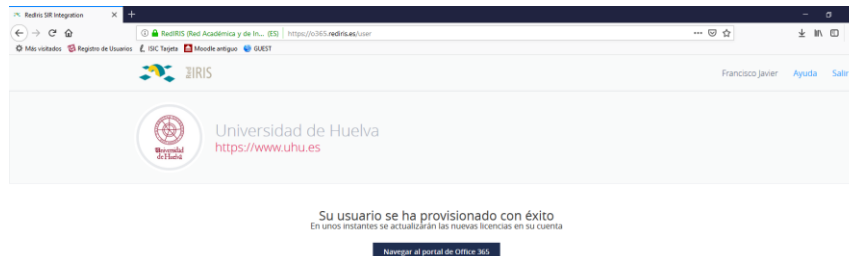 Rediris SIR Integration
RedIRIS (Red Académica y de In... (ES) https://o365.rediris.es/user
Más visitados Registro de Usuarios ISIC Tarjeta Moodle antiguo GUEST
IRIS Francisco Javier Ayuda Salir
Universidad de Huelva
https://www.uhu.es
Universidad
de Huelva
Su usuario se ha provisionado con éxito
En unos instantes se actualizarán las nuevas licencias en su cuenta
Navegar al portal de Office 365